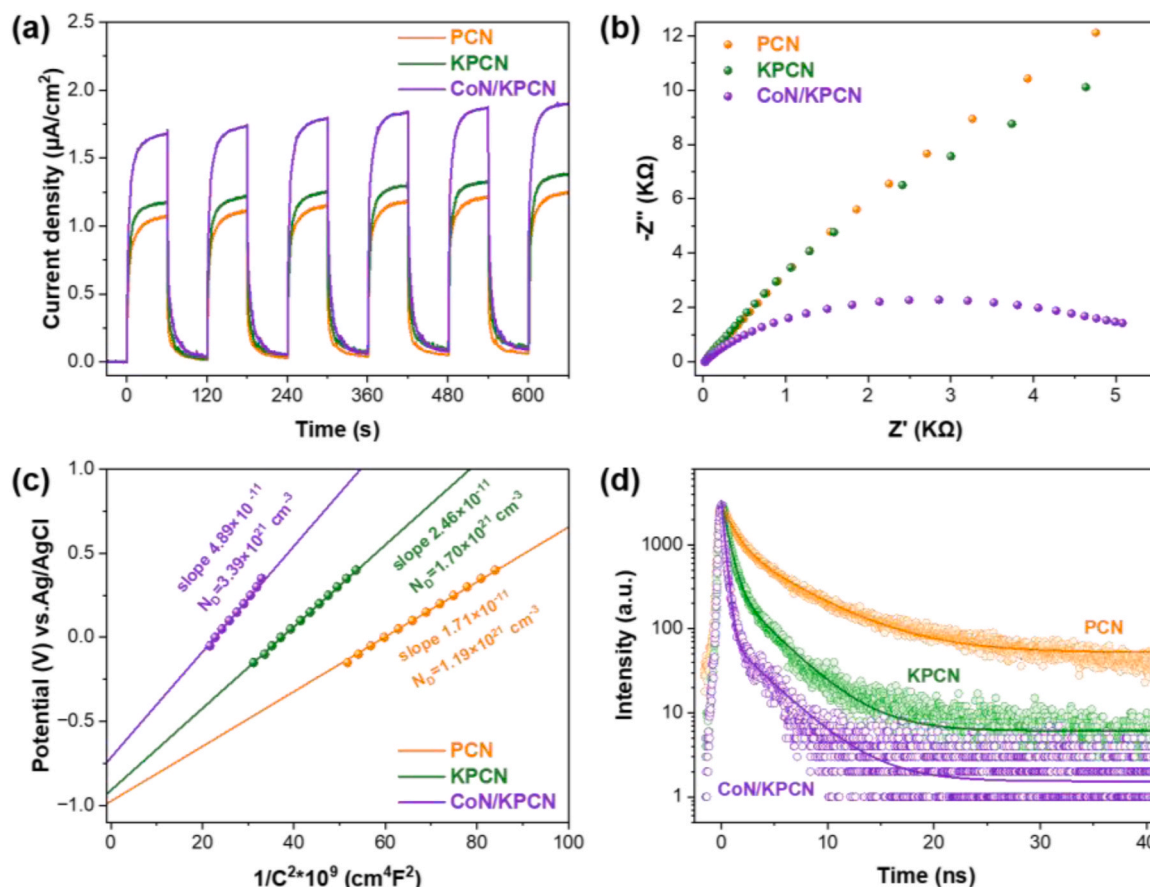 (a)
2.5
2.0
1.5
1.0
0.5
0.0
Current density (µA/cm²)
PCN
KPCN
CoN/KPCN
0 120 240 360 480 600
Time (s)
(b)
12
10
8
6
4
2
0
-Z" (KΩ)
PCN
KPCN
CoN/KPCN
0 1 2 3 4 5
Z' (KΩ)
(c)
1.0
0.5
0.0
−0.5
−1.0
Potential (V) vs.Ag/AgCl
slope 4.89×10⁻¹¹
N_D=3.39×10²¹ cm⁻³
slope 2.46×10⁻¹¹
N_D=1.70×10²¹ cm⁻³
slope 1.71×10⁻¹¹
N_D=1.19×10²¹ cm⁻³
PCN
KPCN
CoN/KPCN
0 20 40 60 80 100
1/C²*10⁹ (cm⁴F²)
(d)
1000
100
10
1
Intensity (a.u.)
PCN
KPCN
CoN/KPCN
0 10 20 30 40
Time (ns)